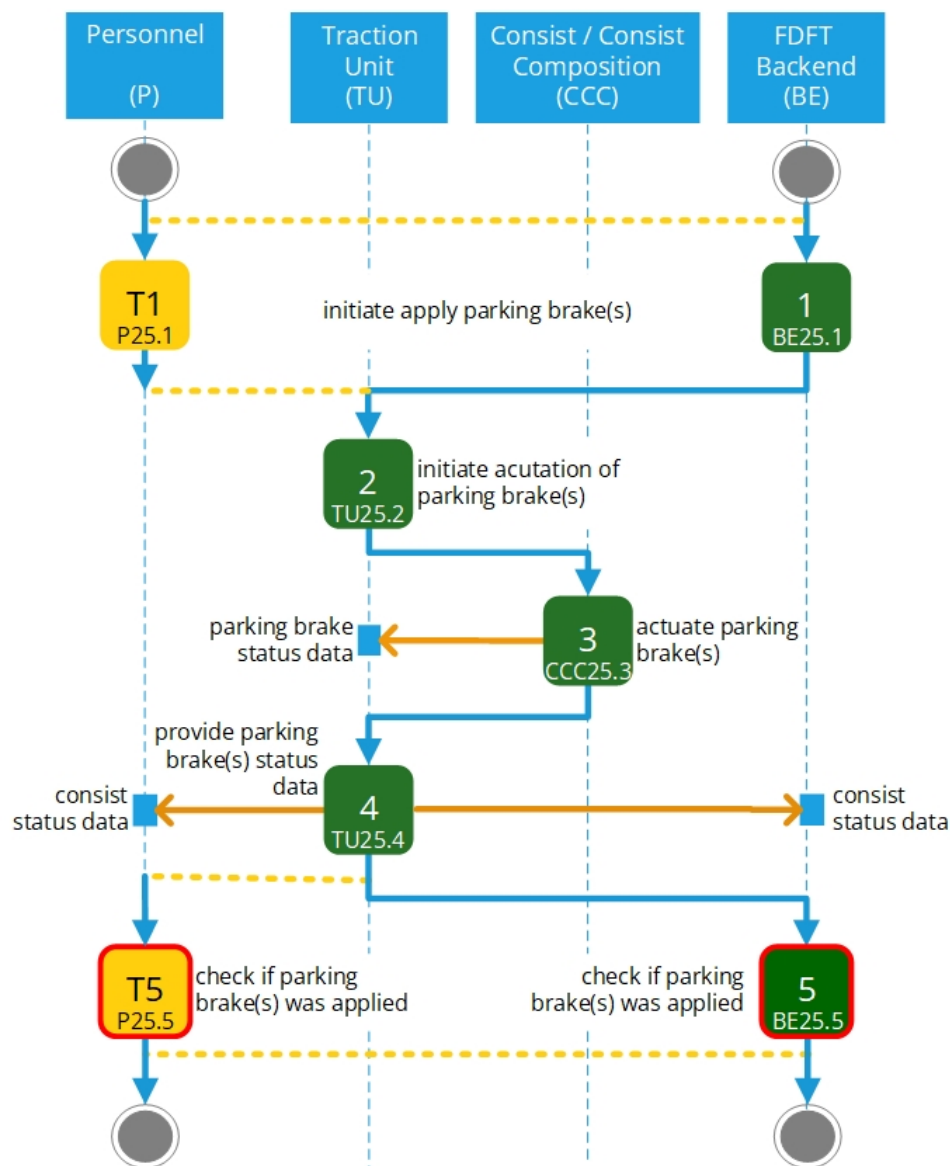 Personnel
(P)
Traction
Unit
(TU)
Consist / Consist
Composition
(CCC)
FDFT
Backend
(BE)
T1
P25.1
initiate apply parking brake(s)
1
BE25.1
2
TU25.2
initiate acutation of
parking brake(s)
parking brake
status data
3
CCC25.3
actuate parking
brake(s)
provide parking
brake(s) status
data
consist
status data
4
TU25.4
consist
status data
T5
P25.5
check if parking
brake(s) was applied
check if parking
brake(s) was applied
5
BE25.5